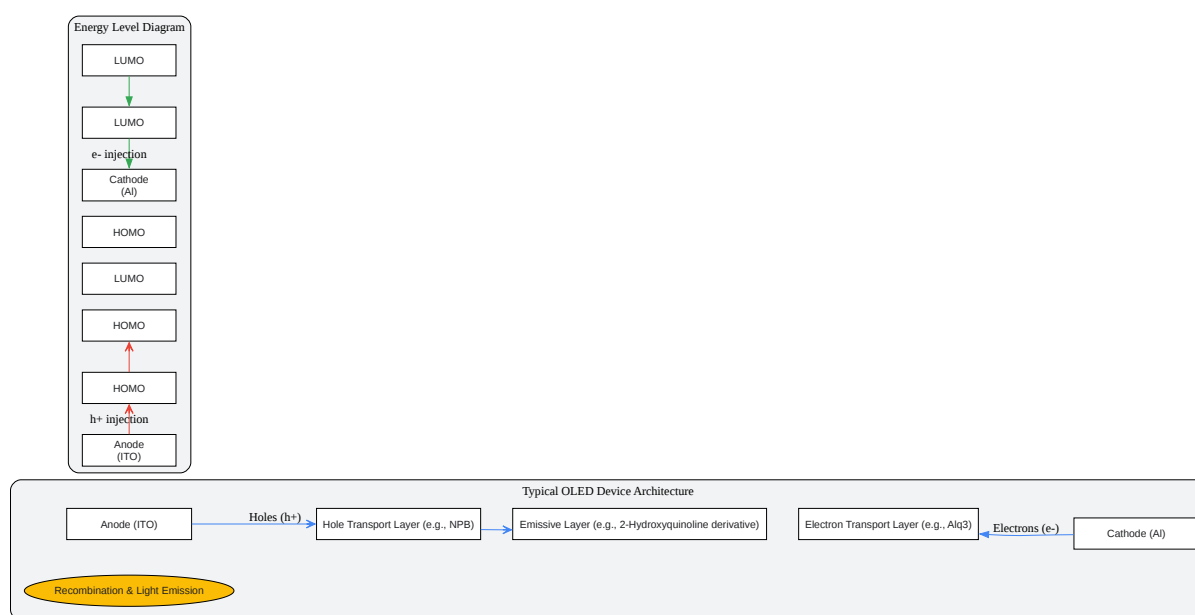 Energy Level Diagram
LUMO
LUMO
e- injection
Cathode
(Al)
HOMO
LUMO
HOMO
HOMO
h+ injection
Anode
(ITO)
Typical OLED Device Architecture
Anode (ITO)
Holes (h+)
Hole Transport Layer (e.g., NPB)
Emissive Layer (e.g., 2-Hydroxyquinoline derivative)
Electron Transport Layer (e.g., Alq3)
Electrons (e-)
Cathode (Al)
Recombination & Light Emission